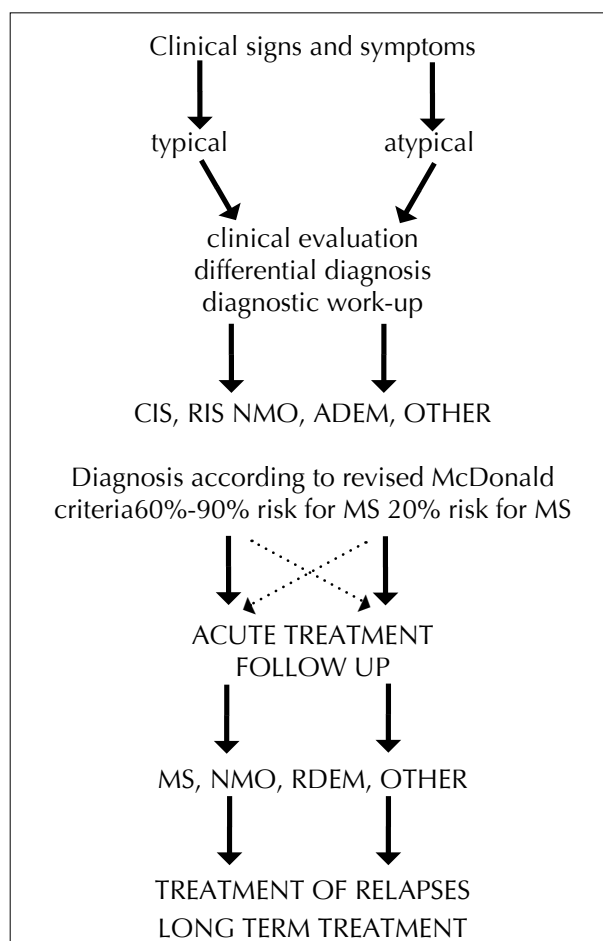 Clinical signs and symptoms
typical atypical
clinical evaluation
differential diagnosis
diagnostic work-up
CIS, RIS NMO, ADEM, OTHER
Diagnosis according to revised McDonald
criteria60%-90% risk for MS 20% risk for MS
ACUTE TREATMENT
FOLLOW UP
MS, NMO, RDEM, OTHER
TREATMENT OF RELAPSES
LONG TERM TREATMENT